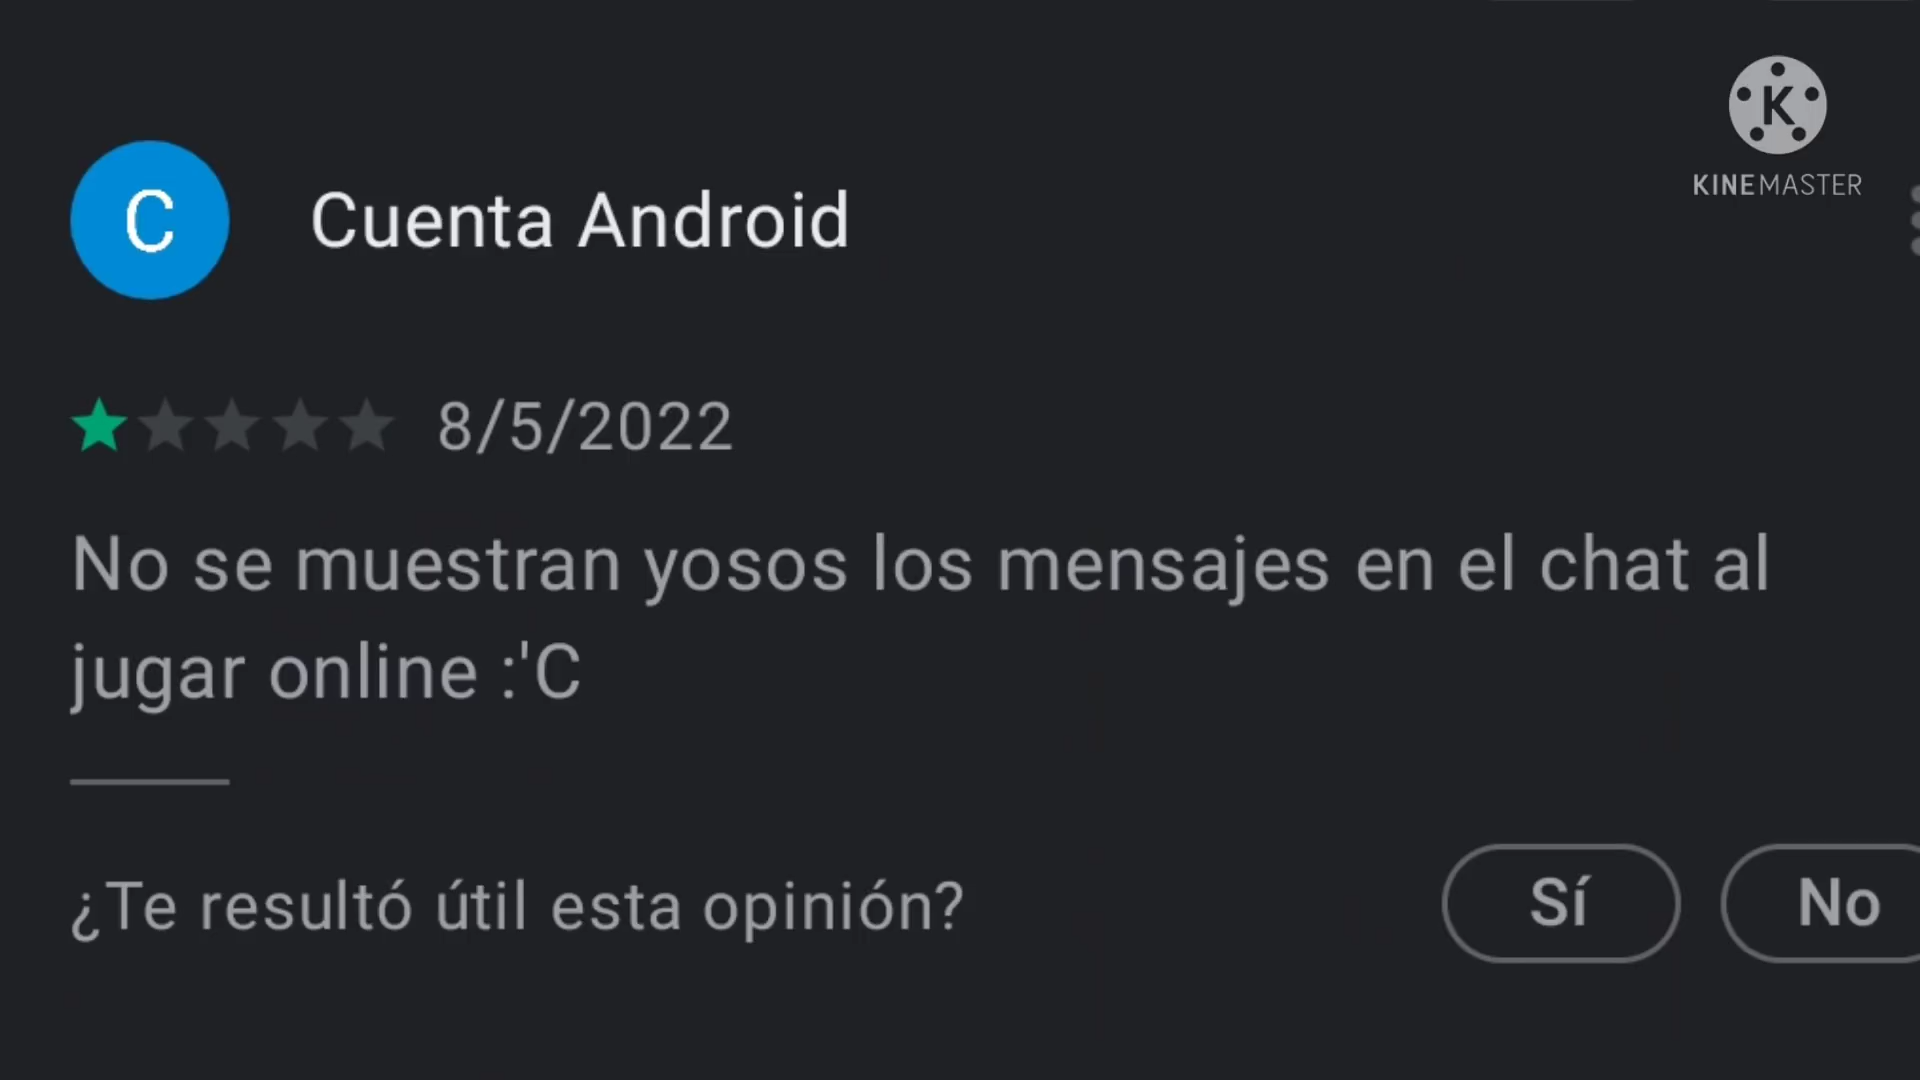 K
KINEMASTER
C
Cuenta Android
8/5/2022
No se muestran yosos los mensajes en el chat al
jugar online :'C
¿Te resultó útil esta opinión?
Sí
No